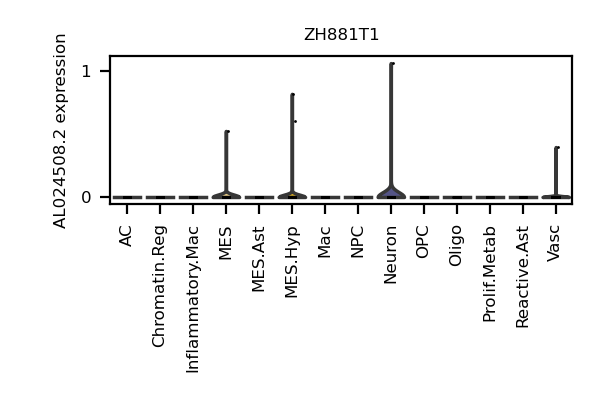 ZH881T1
AL024508.2 expression
1
0
AC
Chromatin.Reg
Inflammatory.Mac
MES
MES.Ast
MES.Hyp
Mac
NPC
Neuron
OPC
Oligo
Prolif.Metab
Reactive.Ast
Vasc